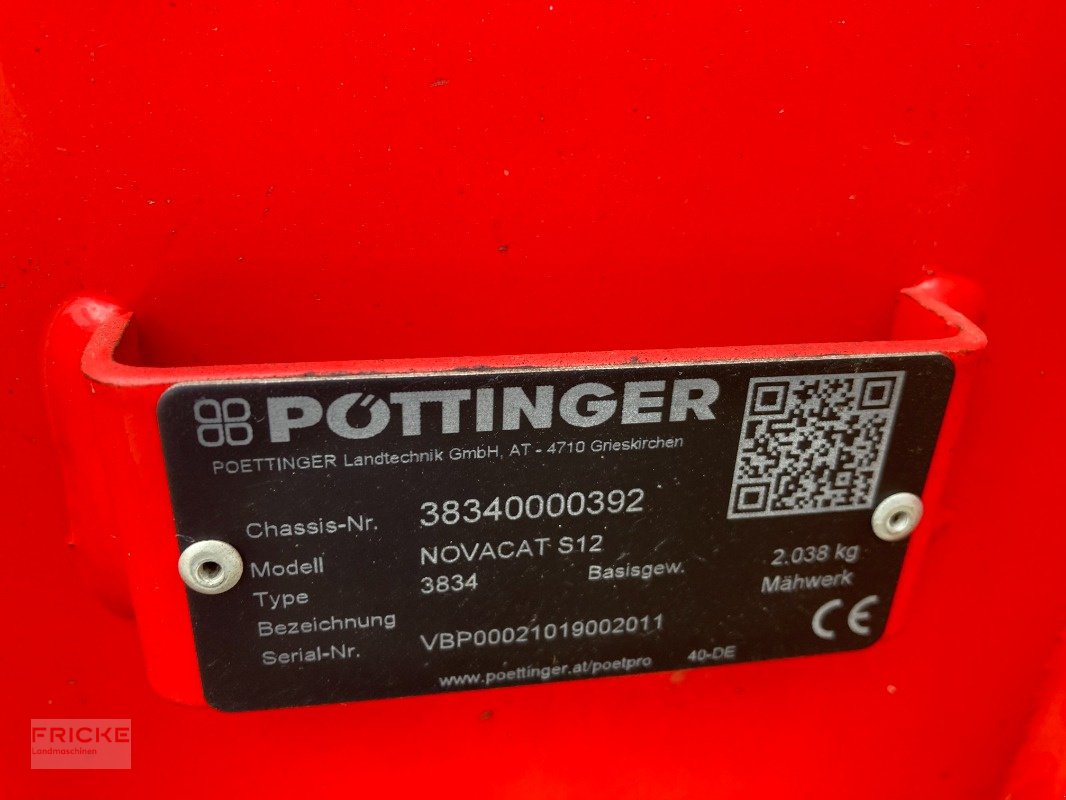 PÖTTINGER
POETTINGER Landtechnik GmbH, AT - 4710 Grieskirchen
Chassis-Nr. 38340000392
Modell NOVACAT S12
Type 3834 Basisgew. 2.038 kg
Bezeichnung Mähwerk
Serial-Nr. VBP00021019002011
www.poettinger.at/poetpro 40-DE
CE
FRICKE
Landmaschinen